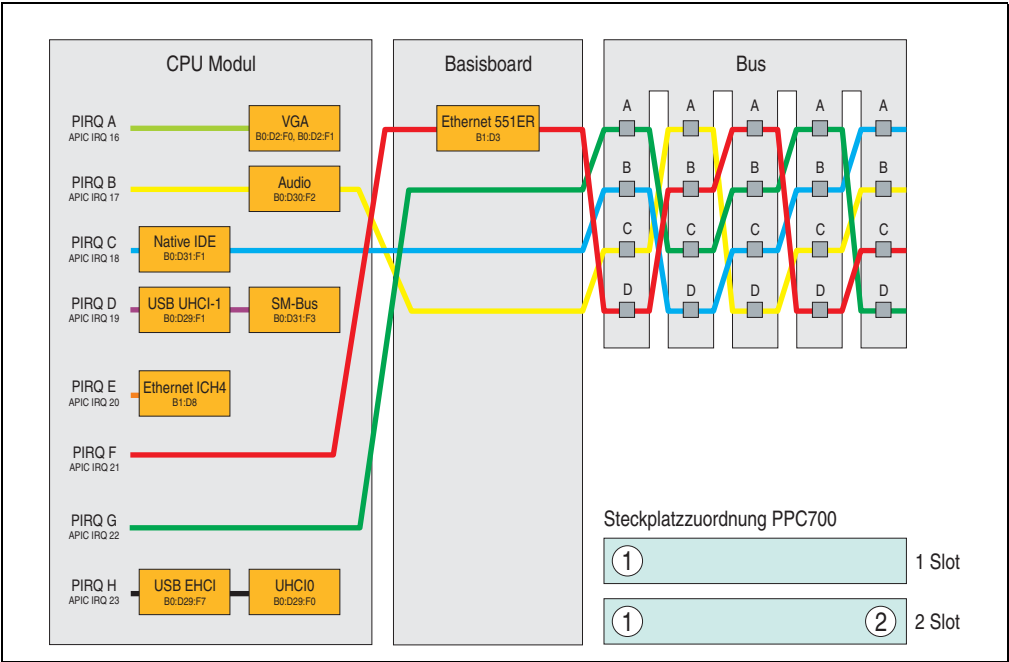 CPU Modul
Basisboard
Bus
PIRQ A
APIC IRQ 16
VGA
B0:D2:F0, B0:D2:F1
PIRQ B
APIC IRQ 17
Audio
B0:D30:F2
PIRQ C
APIC IRQ 18
Native IDE
B0:D31:F1
PIRQ D
APIC IRQ 19
USB UHCI-1
B0:D29:F1
SM-Bus
B0:D31:F3
PIRQ E
APIC IRQ 20
Ethernet ICH4
B1:D8
PIRQ F
APIC IRQ 21
PIRQ G
APIC IRQ 22
PIRQ H
APIC IRQ 23
USB EHCI
B0:D29:F7
UHCI0
B0:D29:F0
Ethernet 551ER
B1:D3
A A A A A
B B B B B
C C C C C
D D D D D
Steckplatzzuordnung PPC700
1 1 Slot
1 2 2 Slot